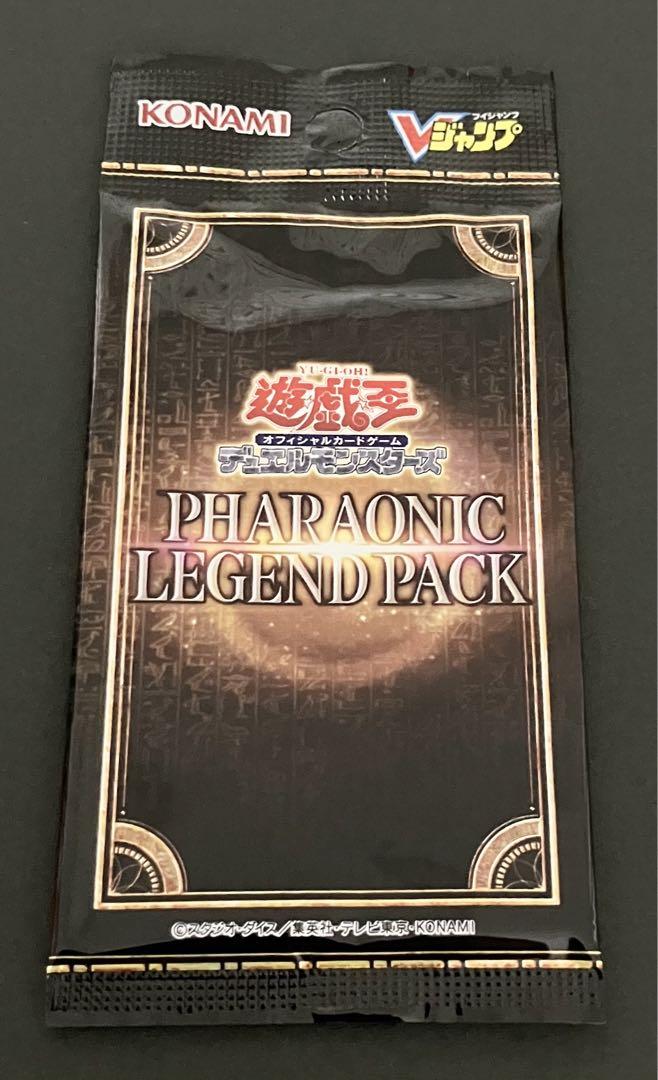 KONAMI
ブイジャンプ
Vジャンプ
YU-GI-OH!
遊戯王
オフィシャルカードゲーム
デュエルモンスターズ
PHARAONIC
LEGEND PACK
©スタジオ・ダイス/集英社・テレビ東京・KONAMI